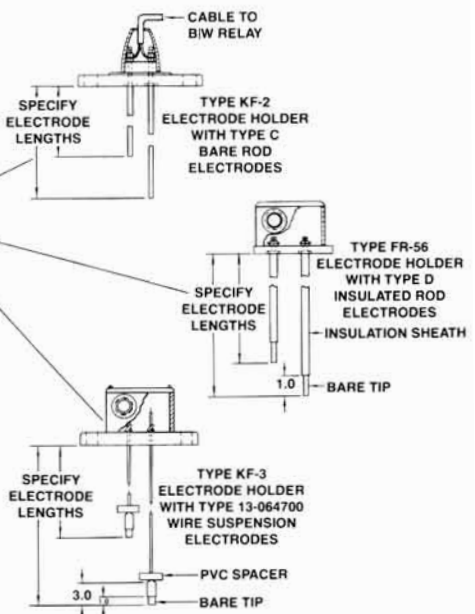 CABLE TO
B|W RELAY
SPECIFY
ELECTRODE
LENGTHS
TYPE KF-2
ELECTRODE HOLDER
WITH TYPE C
BARE ROD
ELECTRODES
TYPE FR-56
ELECTRODE HOLDER
WITH TYPE D
INSULATED ROD
ELECTRODES
SPECIFY
ELECTRODE
LENGTHS
INSULATION SHEATH
1.0
BARE TIP
SPECIFY
ELECTRODE
LENGTHS
TYPE KF-3
ELECTRODE HOLDER
WITH TYPE 13-064700
WIRE SUSPENSION
ELECTRODES
PVC SPACER
3.0
BARE TIP